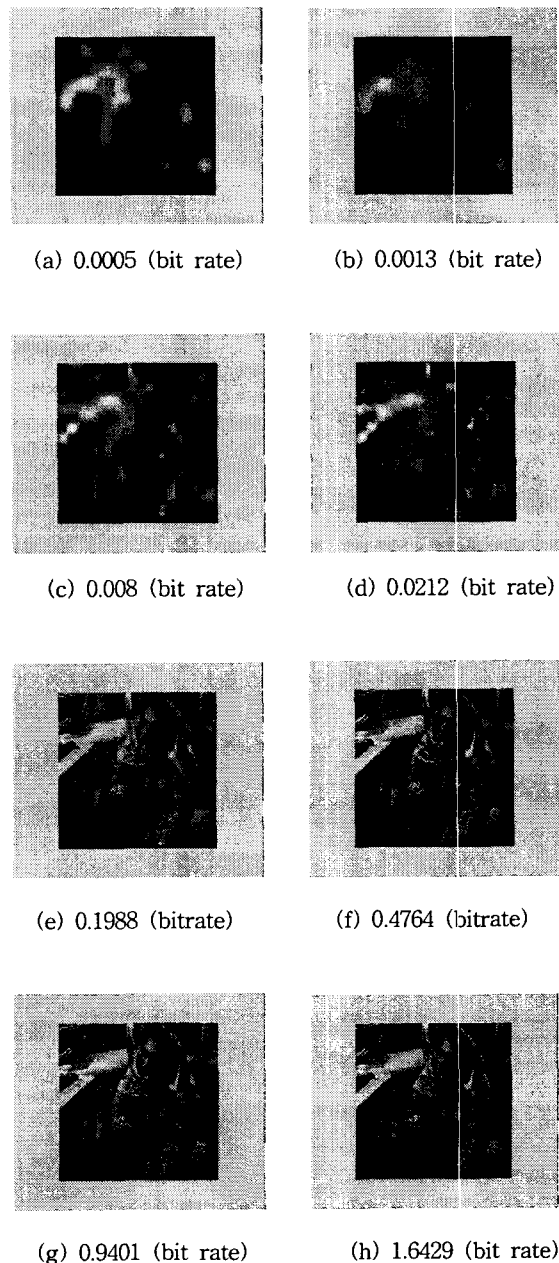 (a) 0.0005 (bit rate) (b) 0.0013 (bit rate)
(c) 0.008 (bit rate) (d) 0.0212 (bit rate)
(e) 0.1988 (bitrate) (f) 0.4764 (bitrate)
(g) 0.9401 (bit rate) (h) 1.6429 (bit rate)